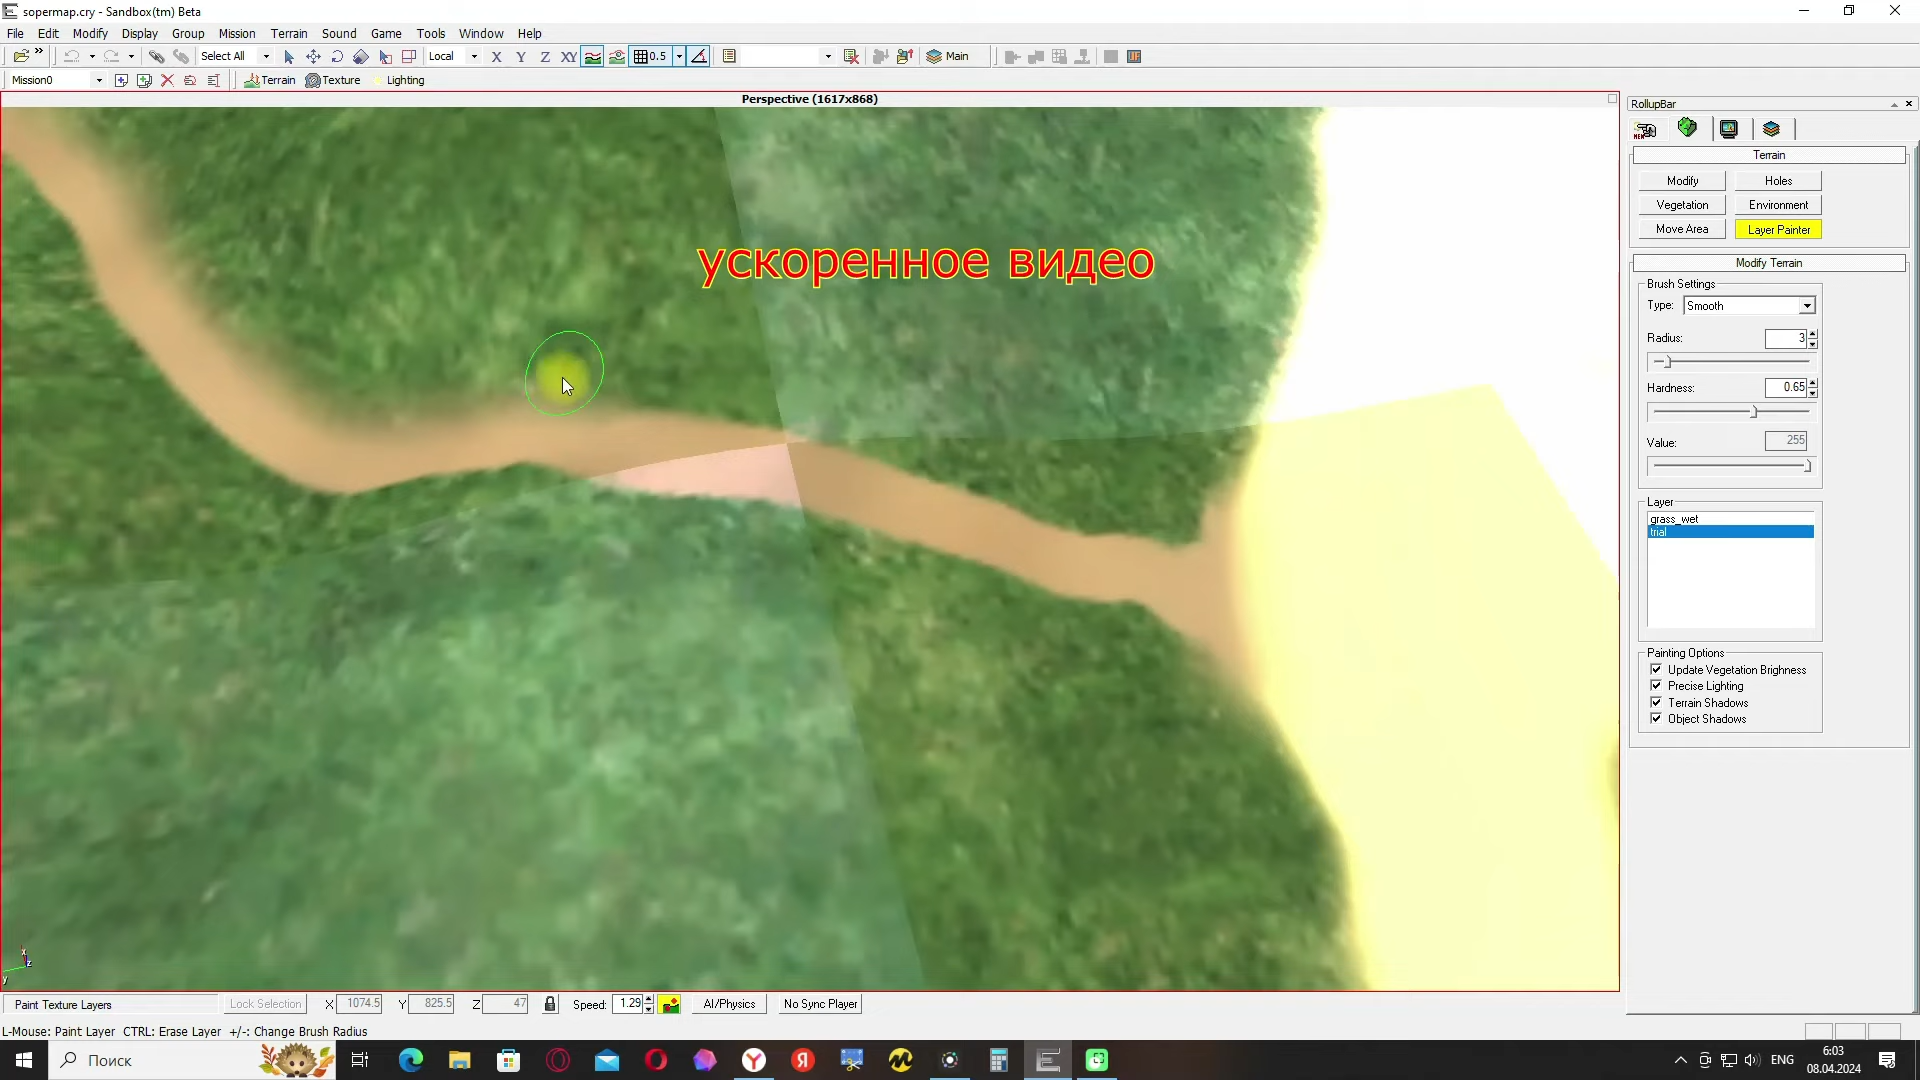 sopermap.cry - Sandbox(tm) Beta
File Edit Modify Display Group Mission Terrain Sound Game Tools Window Help
Select All Local X Y Z XY 0.5 Main
Mission0 Terrain Texture Lighting
Perspective (1617x868)
ускоренное видео
RollupBar
NEW
Terrain
Modify Holes
Vegetation Environment
Move Area Layer Painter
Modify Terrain
Brush Settings
Type: Smooth
Radius: 3
Hardness: 0.65
Value: 255
Layer
grass_wet
trial
Painting Options
Update Vegetation Brighness
Precise Lighting
Terrain Shadows
Object Shadows
x
z
y
Paint Texture Layers Lock Selection X 1074.5 Y 825.5 Z 47 Speed: 1.29 AI/Physics No Sync Player
L-Mouse: Paint Layer CTRL: Erase Layer +/-: Change Brush Radius
Поиск ENG 6:03
08.04.2024